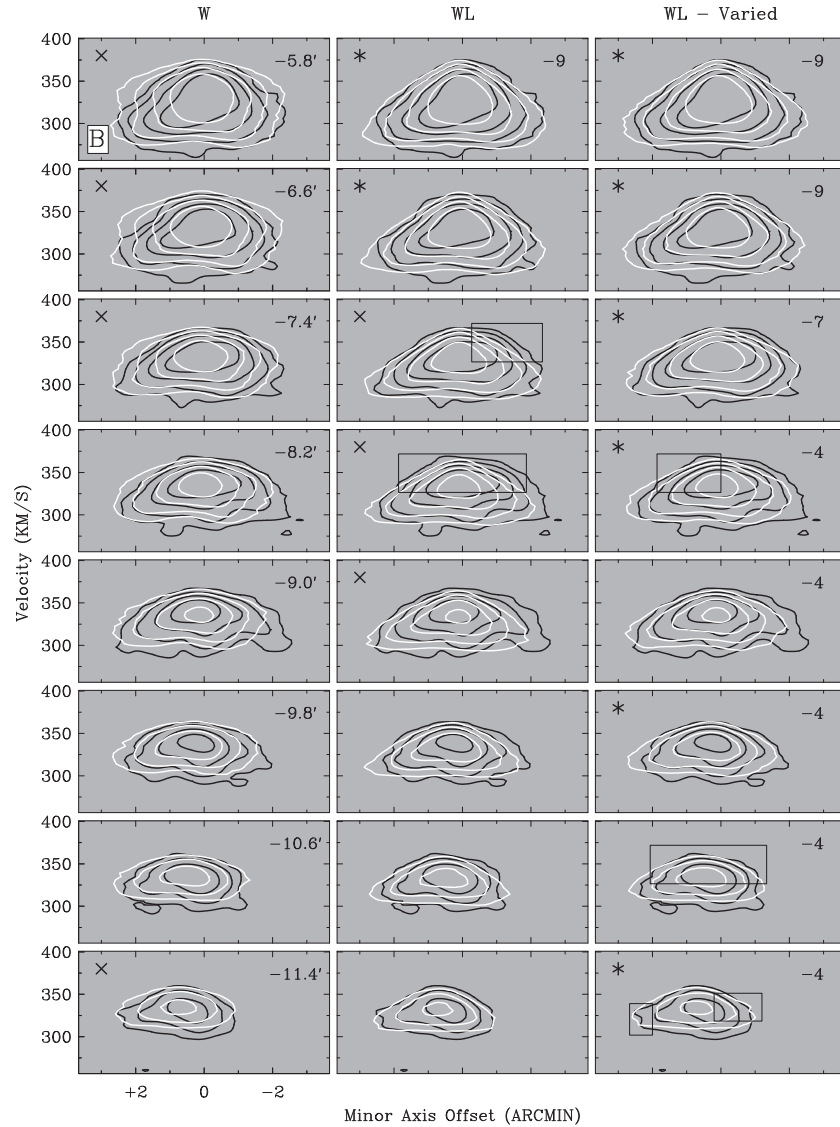 W WL WL – Varied
400 × −5.8′ * −9 * −9
350
300 B
400 × −6.6′ * −9 * −9
350
300
400 × −7.4′ × * −7
350
300
400 −8.2′ × * −4
350
300
400 −9.0′ × −4
350
300
400 −9.8′ * −4
350
300
400 −10.6′ −4
350
300
400 × −11.4′ * −4
350
300
+2 0 −2
Velocity (KM/S)
Minor Axis Offset (ARCMIN)